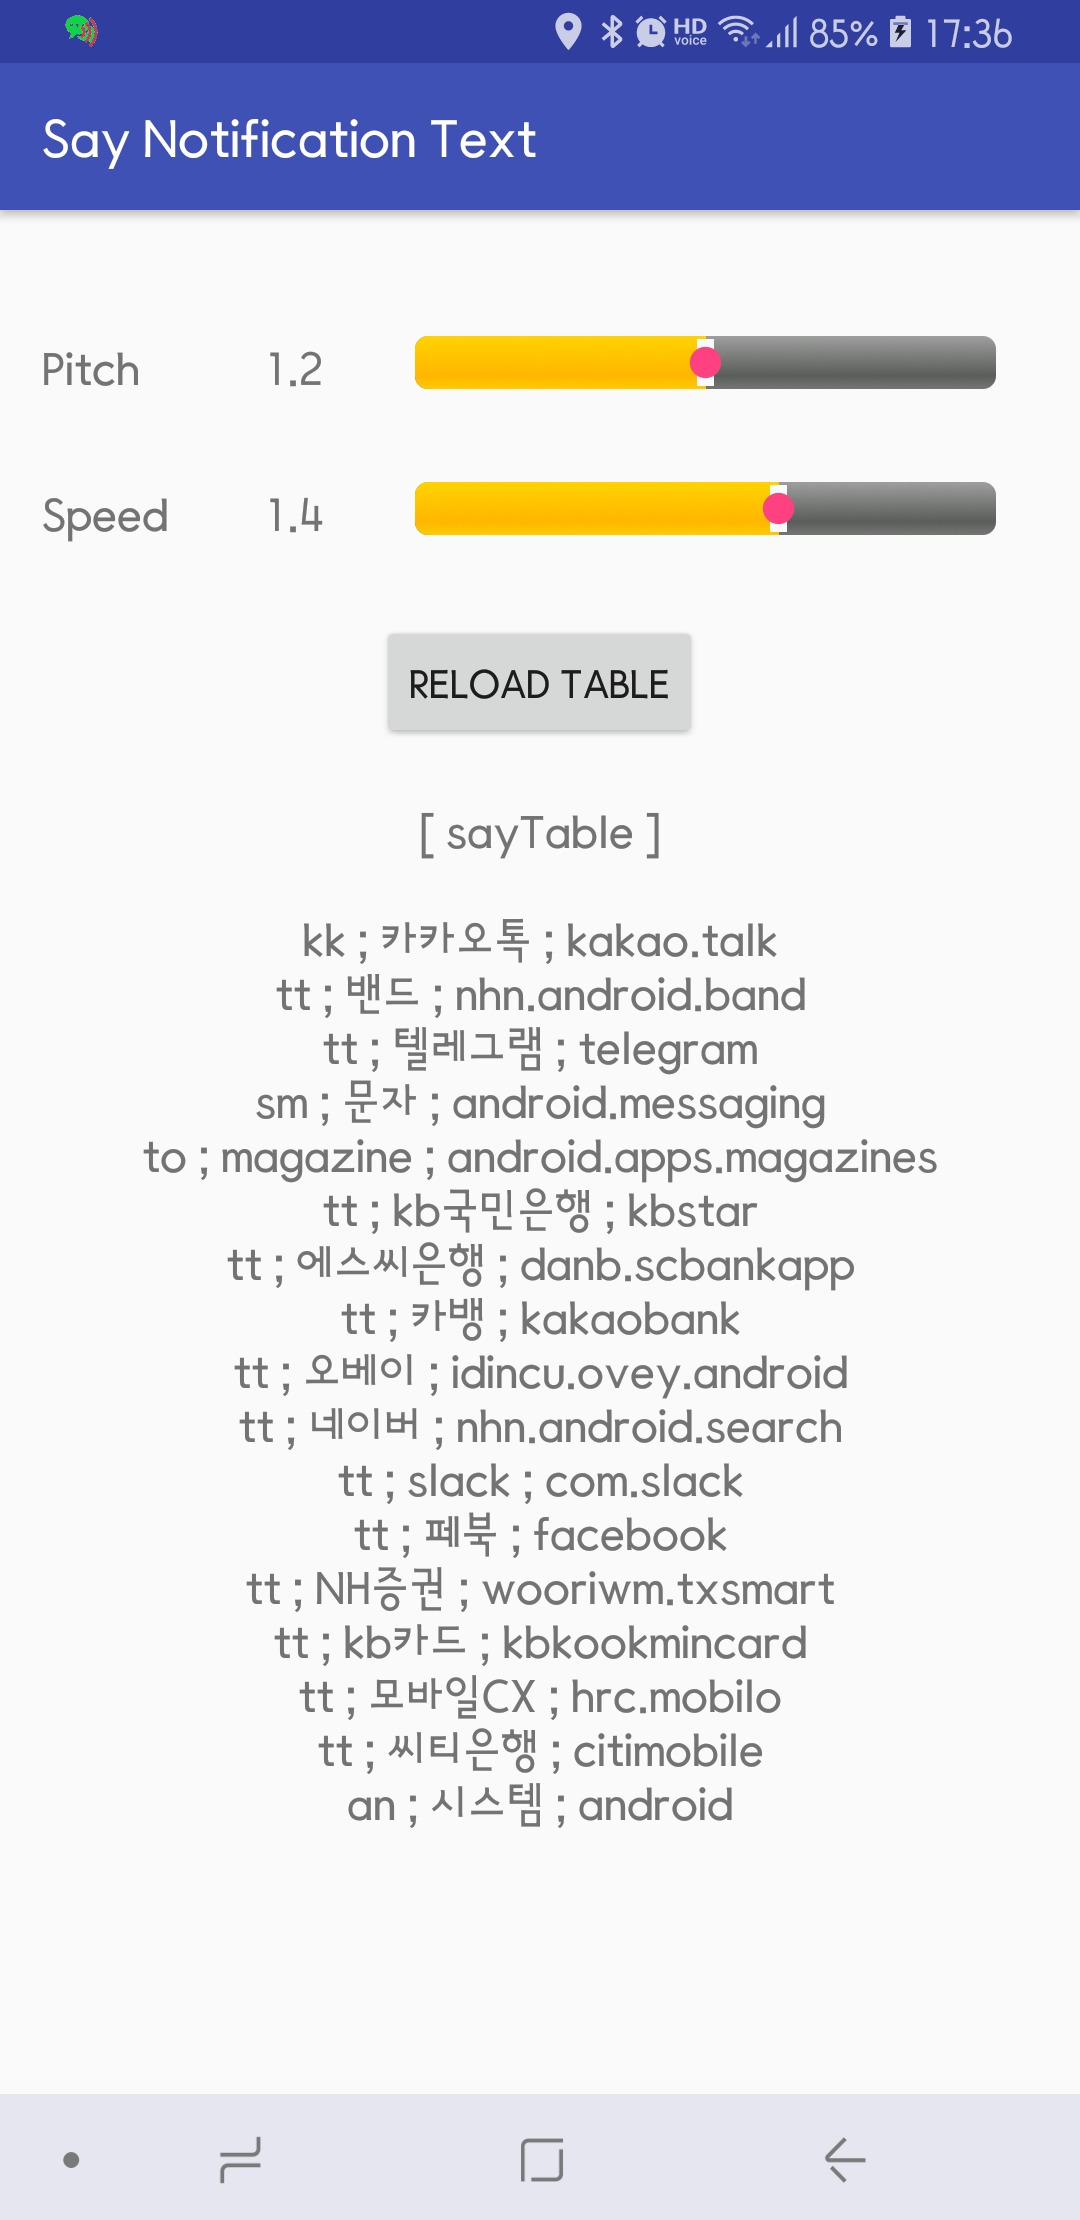 HD voice 85% 17:36
Say Notification Text
Pitch 1.2
Speed 1.4
RELOAD TABLE
[ sayTable ]
kk ; 카카오톡 ; kakao.talk
tt ; 밴드 ; nhn.android.band
tt ; 텔레그램 ; telegram
sm ; 문자 ; android.messaging
to ; magazine ; android.apps.magazines
tt ; kb국민은행 ; kbstar
tt ; 에스씨은행 ; danb.scbankapp
tt ; 카뱅 ; kakaobank
tt ; 오베이 ; idincu.ovey.android
tt ; 네이버 ; nhn.android.search
tt ; slack ; com.slack
tt ; 페북 ; facebook
tt ; NH증권 ; wooriwm.txsmart
tt ; kb카드 ; kbkookmincard
tt ; 모바일CX ; hrc.mobilo
tt ; 씨티은행 ; citimobile
an ; 시스템 ; android